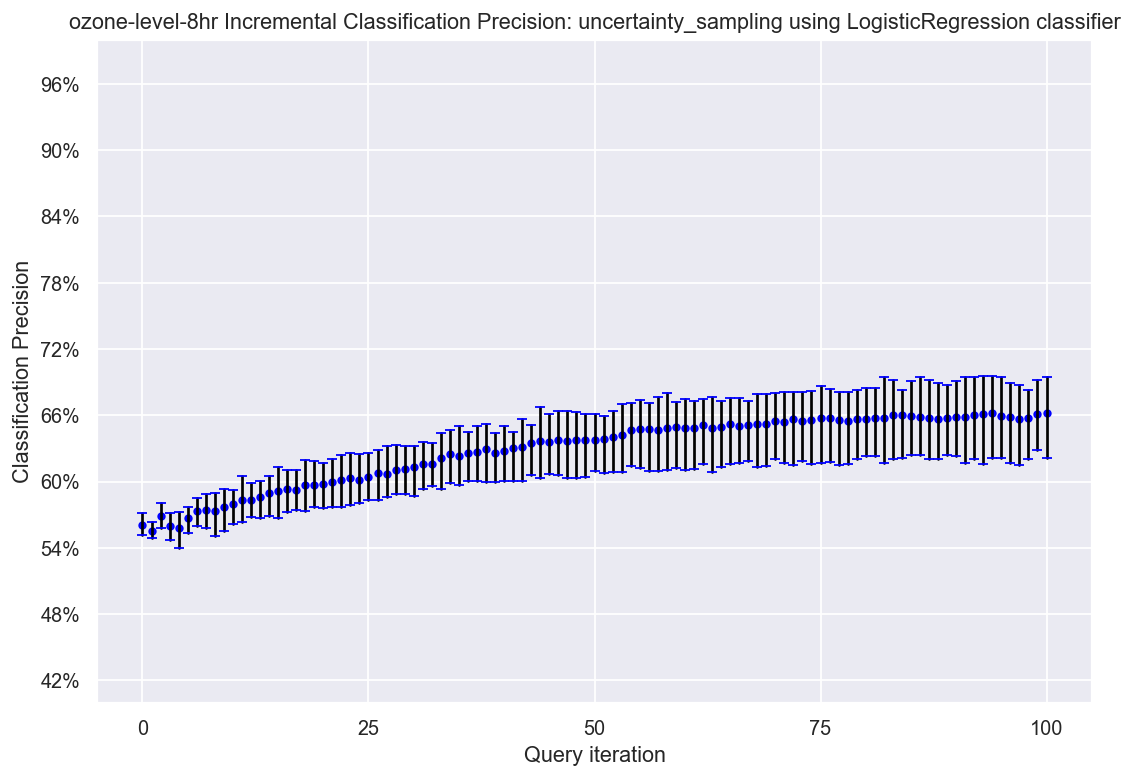 ozone-level-8hr Incremental Classification Precision: uncertainty_sampling using LogisticRegression classifier
96%
90%
84%
78%
72%
66%
60%
54%
48%
42%
Classification Precision
0 25 50 75 100
Query iteration